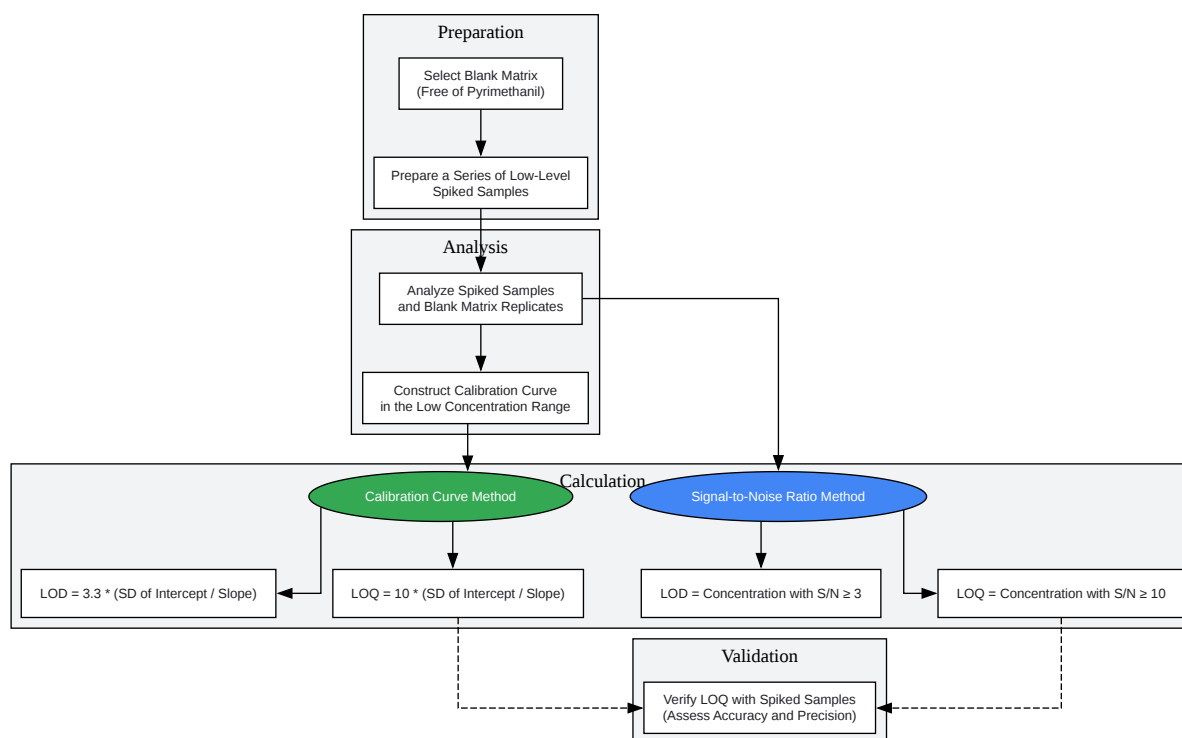 Preparation
Select Blank Matrix
(Free of Pyrimethanil)
Prepare a Series of Low-Level
Spiked Samples
Analysis
Analyze Spiked Samples
and Blank Matrix Replicates
Construct Calibration Curve
in the Low Concentration Range
Calculation
Calibration Curve Method
Signal-to-Noise Ratio Method
LOD = 3.3 * (SD of Intercept / Slope)
LOQ = 10 * (SD of Intercept / Slope)
LOD = Concentration with S/N ≥ 3
LOQ = Concentration with S/N ≥ 10
Validation
Verify LOQ with Spiked Samples
(Assess Accuracy and Precision)